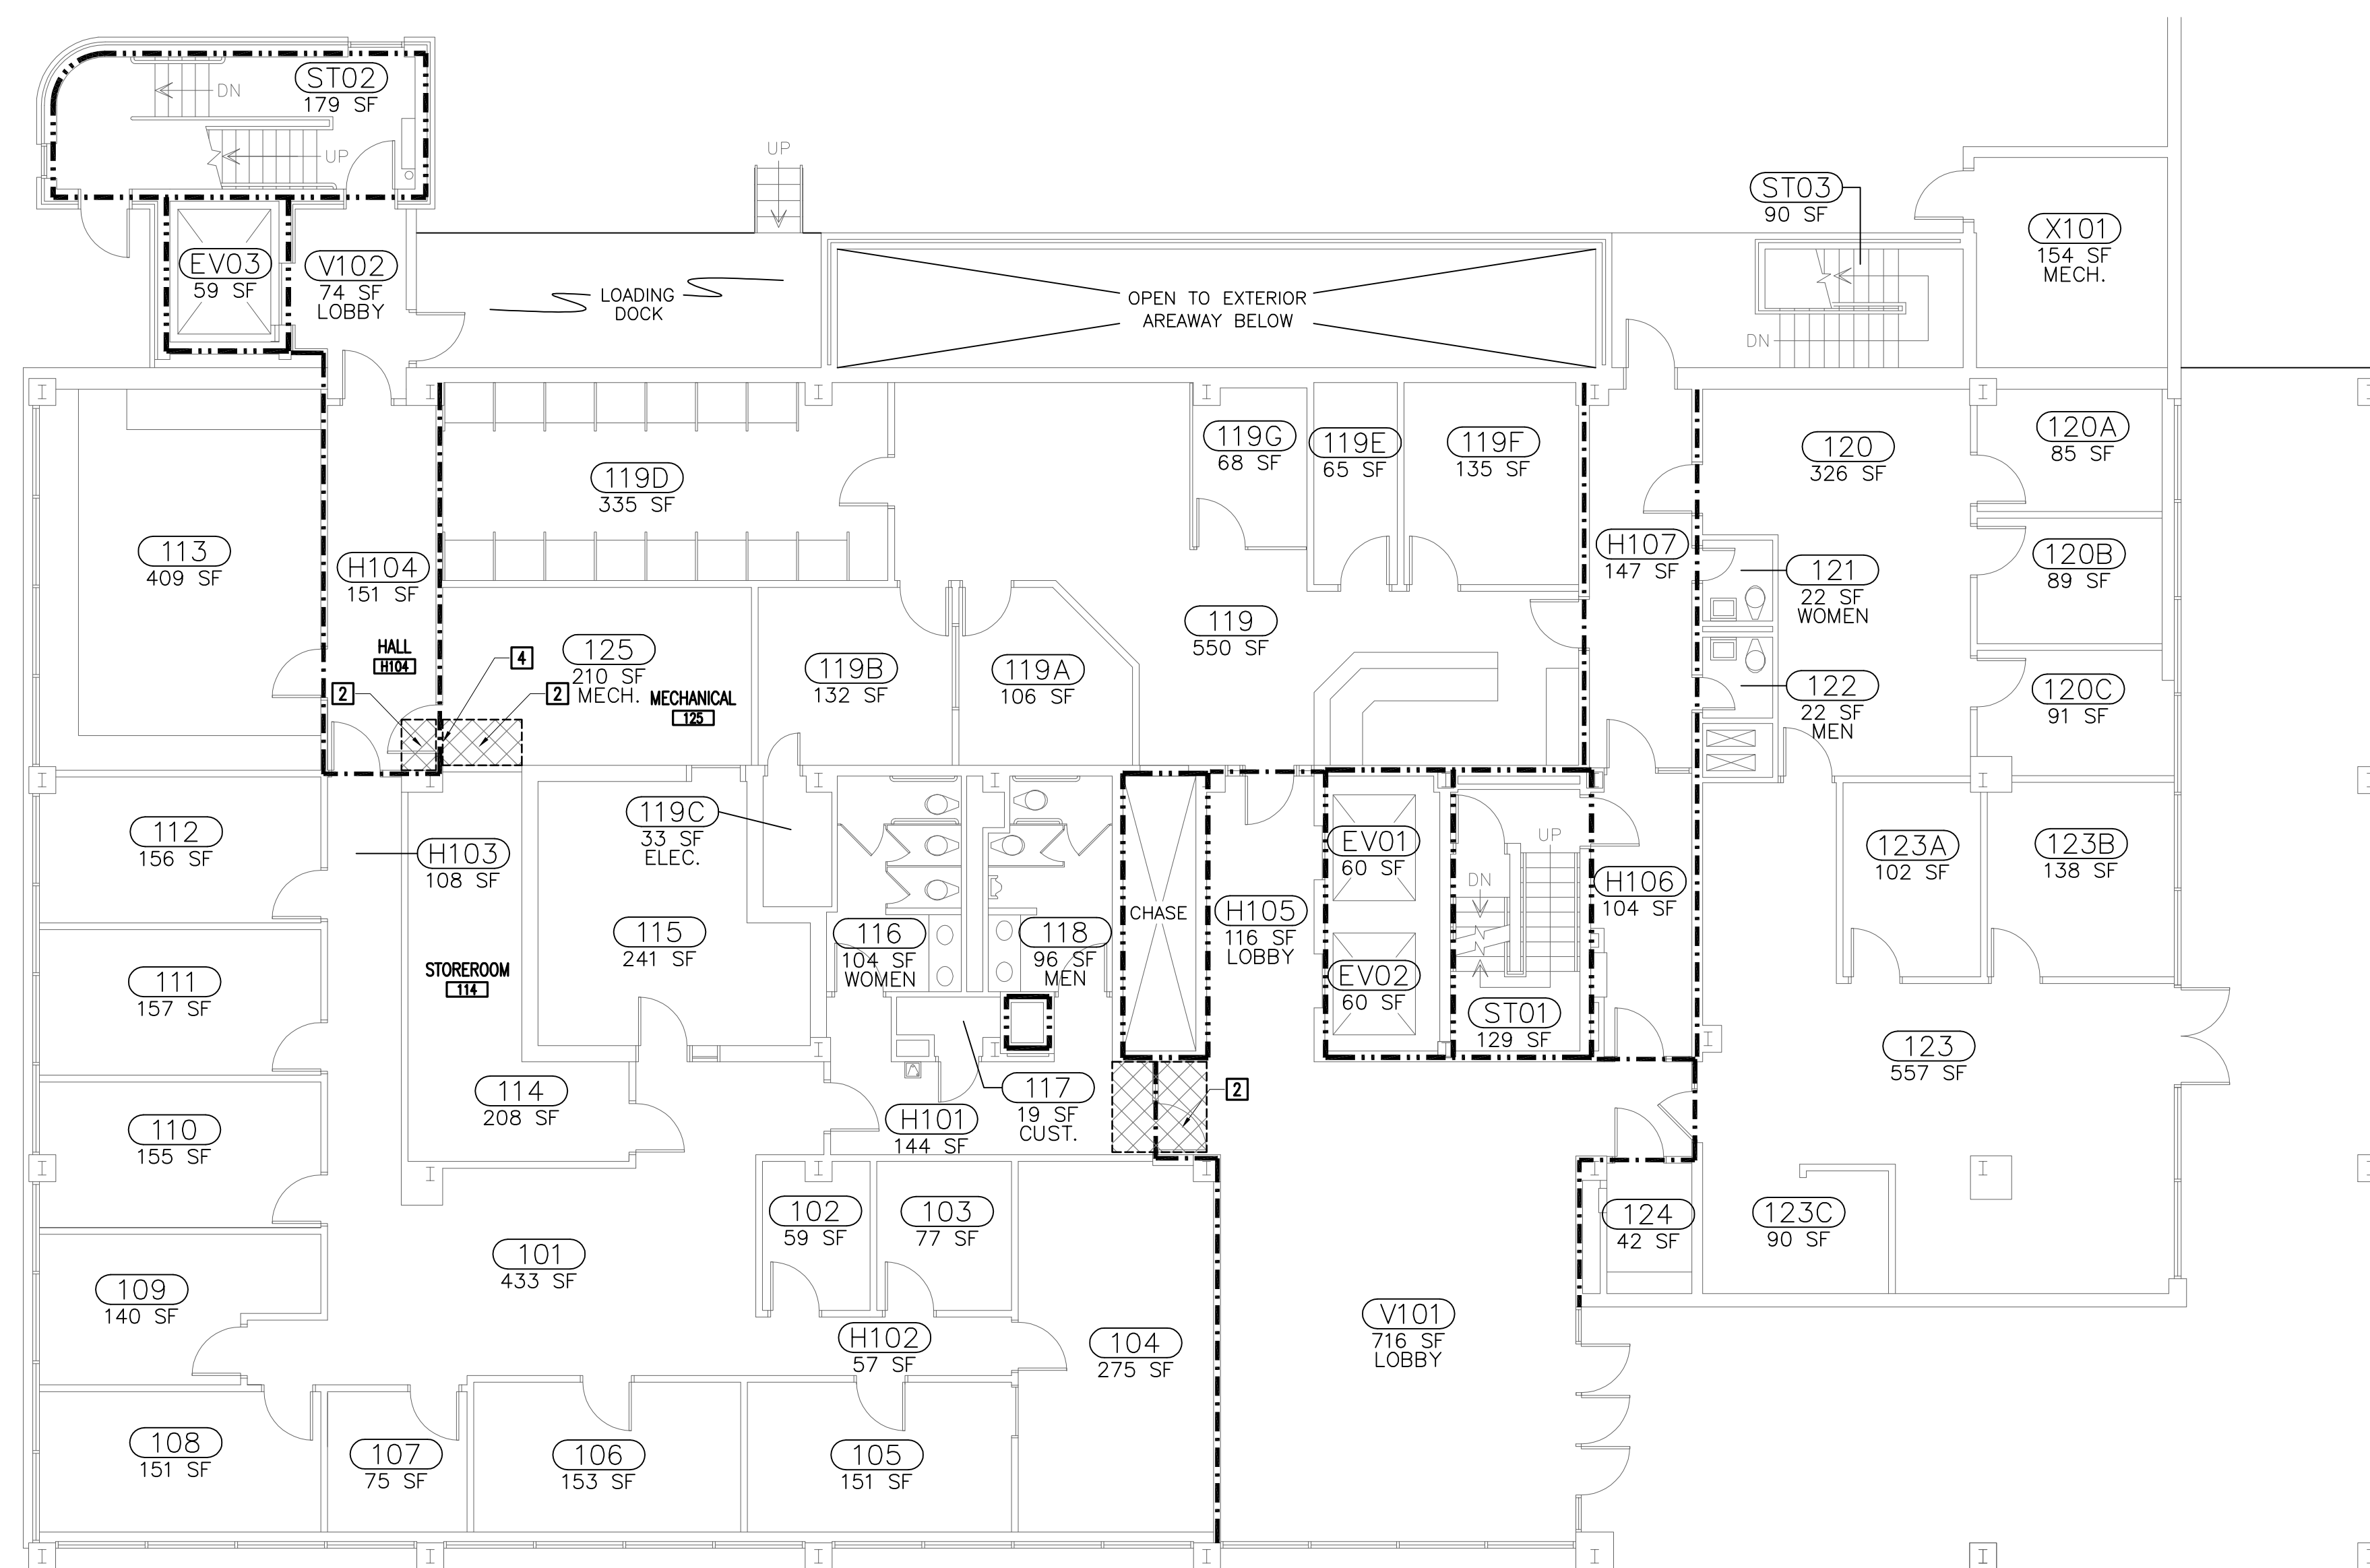 ST02
179 SF
DN
UP
UP
ST03
90 SF
X101
154 SF
MECH.
EV03
59 SF
V102
74 SF
LOBBY
LOADING
DOCK
OPEN TO EXTERIOR
AREAWAY BELOW
DN
119G
68 SF
119E
65 SF
119F
135 SF
120
326 SF
120A
85 SF
119D
335 SF
113
409 SF
H104
151 SF
H107
147 SF
121
22 SF
WOMEN
120B
89 SF
HALL
H104
4
125
210 SF
MECH.
MECHANICAL
125
2
2
119B
132 SF
119A
106 SF
119
550 SF
122
22 SF
MEN
120C
91 SF
112
156 SF
H103
108 SF
119C
33 SF
ELEC.
EV01
60 SF
UP
DN
H106
104 SF
123A
102 SF
123B
138 SF
115
241 SF
116
104 SF
WOMEN
118
96 SF
MEN
CHASE
H105
116 SF
LOBBY
EV02
60 SF
ST01
129 SF
111
157 SF
STOREROOM
114
123
557 SF
114
208 SF
H101
144 SF
117
19 SF
CUST.
2
110
155 SF
102
59 SF
103
77 SF
124
42 SF
123C
90 SF
101
433 SF
109
140 SF
H102
57 SF
104
275 SF
V101
716 SF
LOBBY
108
151 SF
107
75 SF
106
153 SF
105
151 SF